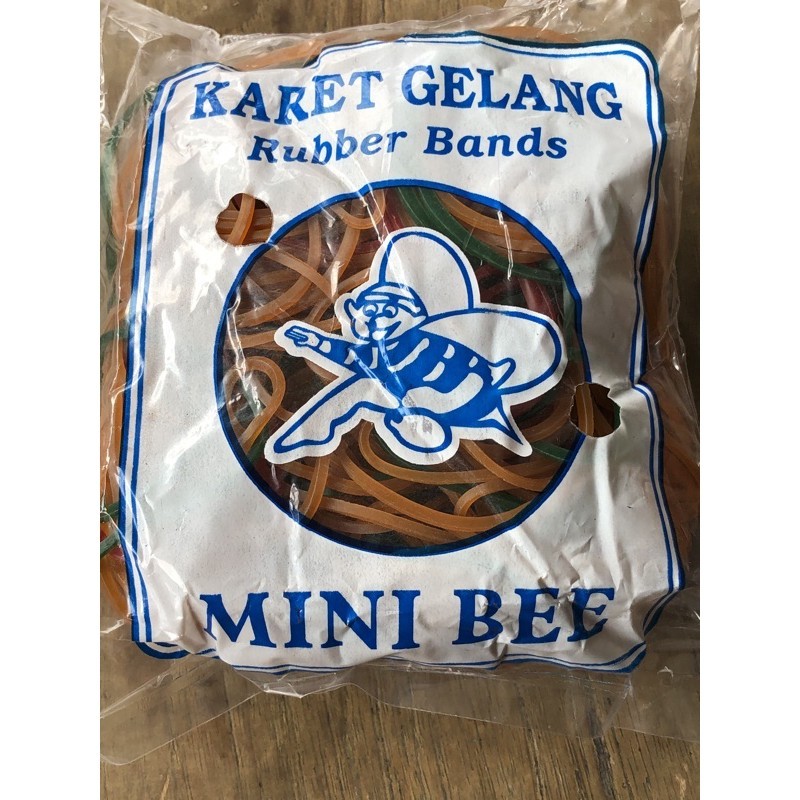 KARET GELANG
Rubber Bands
MINI BEE